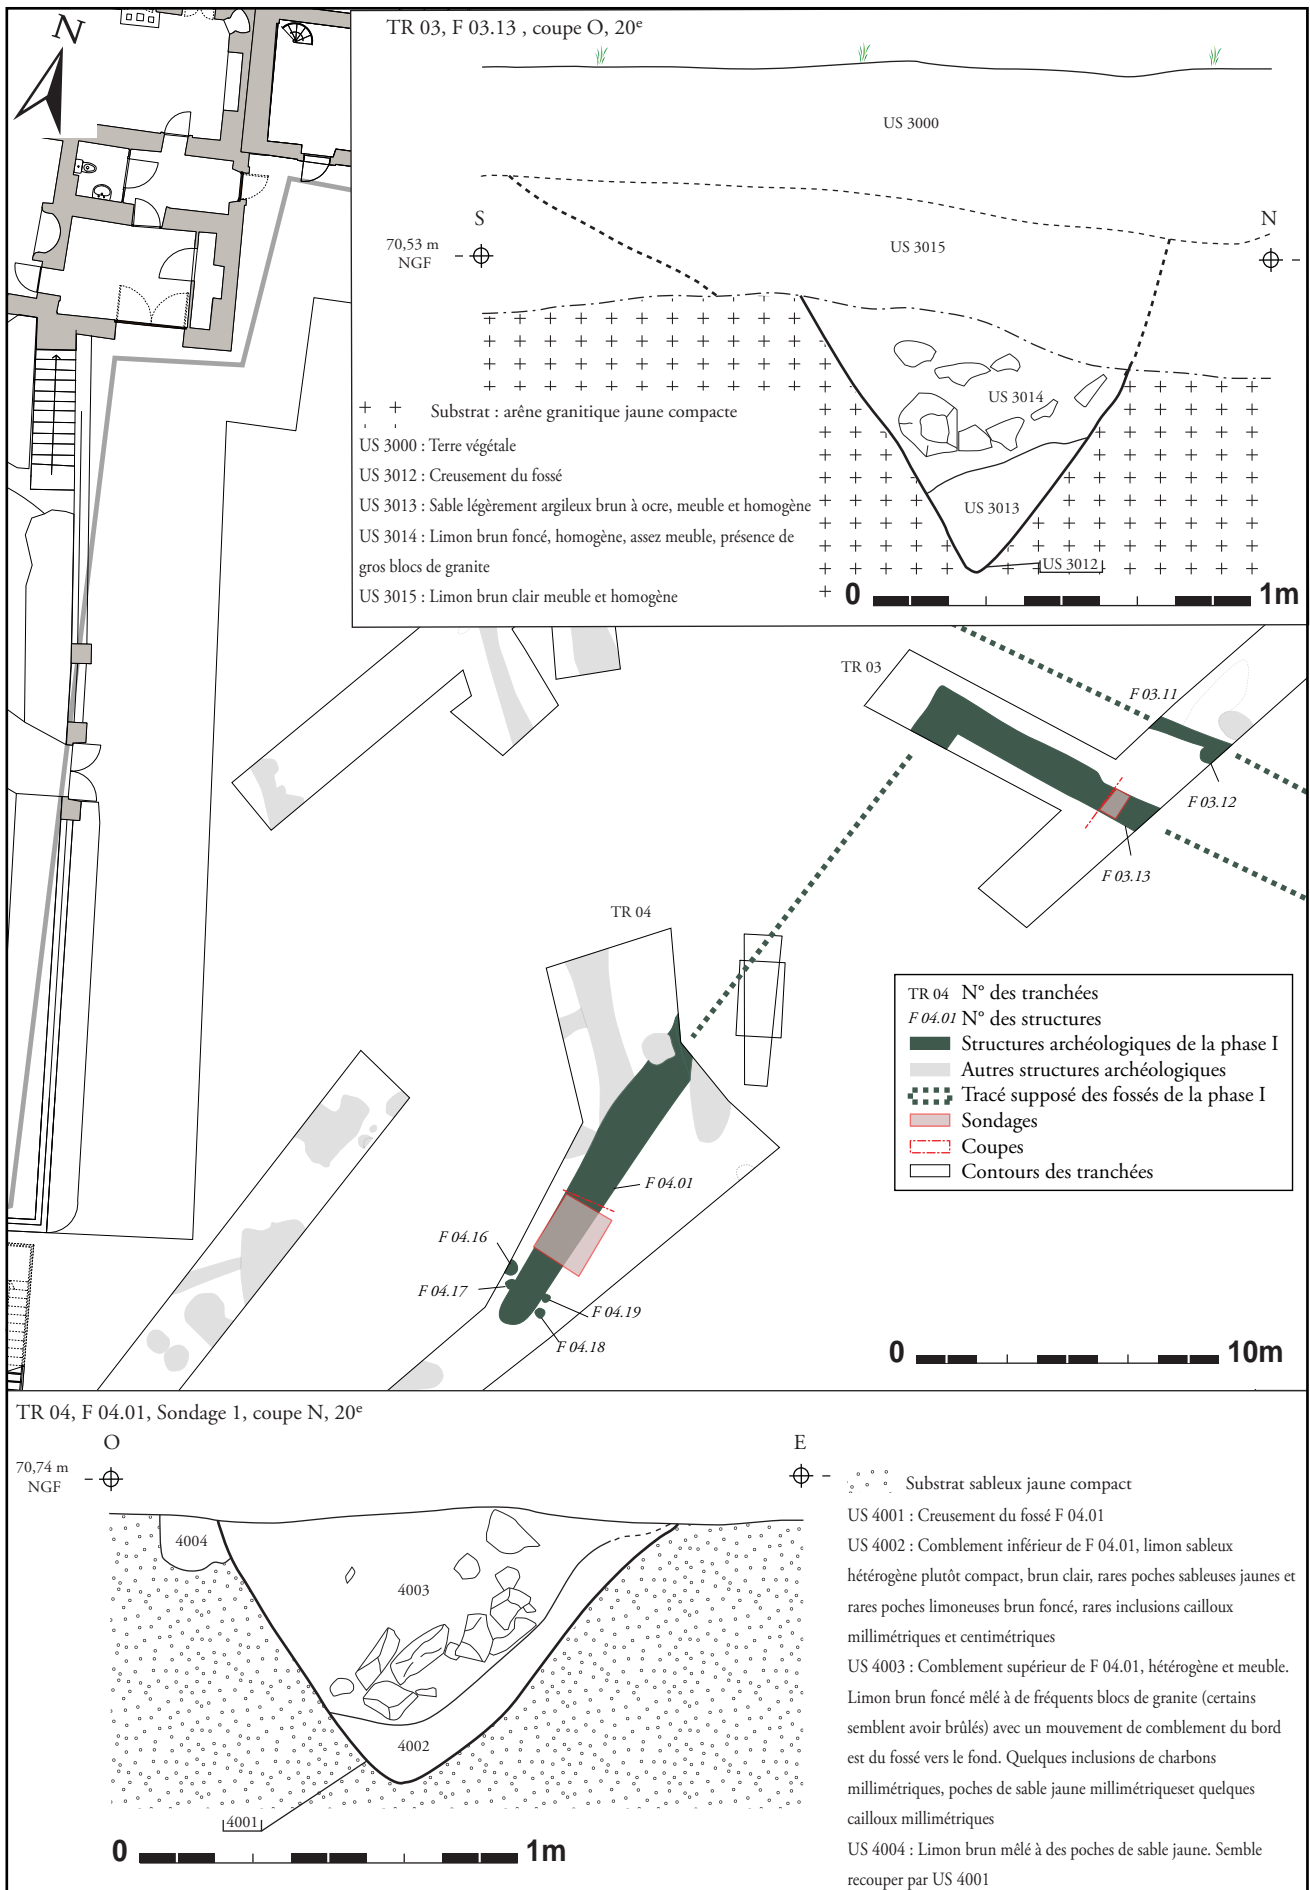 N
TR 03, F 03.13 , coupe O, 20e
US 3000
S
N
70,53 m
NGF
US 3015
US 3014
US 3013
US 3012
Substrat : arêne granitique jaune compacte
US 3000 : Terre végétale
US 3012 : Creusement du fossé
US 3013 : Sable légèrement argileux brun à ocre, meuble et homogène
US 3014 : Limon brun foncé, homogène, assez meuble, présence de
gros blocs de granite
US 3015 : Limon brun clair meuble et homogène
0 1m
TR 03
F 03.11
F 03.12
F 03.13
TR 04
F 04.01
F 04.16
F 04.17
F 04.19
F 04.18
TR 04 N° des tranchées
F 04.01 N° des structures
Structures archéologiques de la phase I
Autres structures archéologiques
Tracé supposé des fossés de la phase I
Sondages
Coupes
Contours des tranchées
0 10m
TR 04, F 04.01, Sondage 1, coupe N, 20e
O
E
70,74 m
NGF
4004
4003
4002
4001
0 1m
Substrat sableux jaune compact
US 4001 : Creusement du fossé F 04.01
US 4002 : Comblement inférieur de F 04.01, limon sableux
hétérogène plutôt compact, brun clair, rares poches sableuses jaunes et
rares poches limoneuses brun foncé, rares inclusions cailloux
millimétriques et centimétriques
US 4003 : Comblement supérieur de F 04.01, hétérogène et meuble.
Limon brun foncé mêlé à de fréquents blocs de granite (certains
semblent avoir brûlés) avec un mouvement de comblement du bord
est du fossé vers le fond. Quelques inclusions de charbons
millimétriques, poches de sable jaune millimétriqueset quelques
cailloux millimétriques
US 4004 : Limon brun mêlé à des poches de sable jaune. Semble
recouper par US 4001